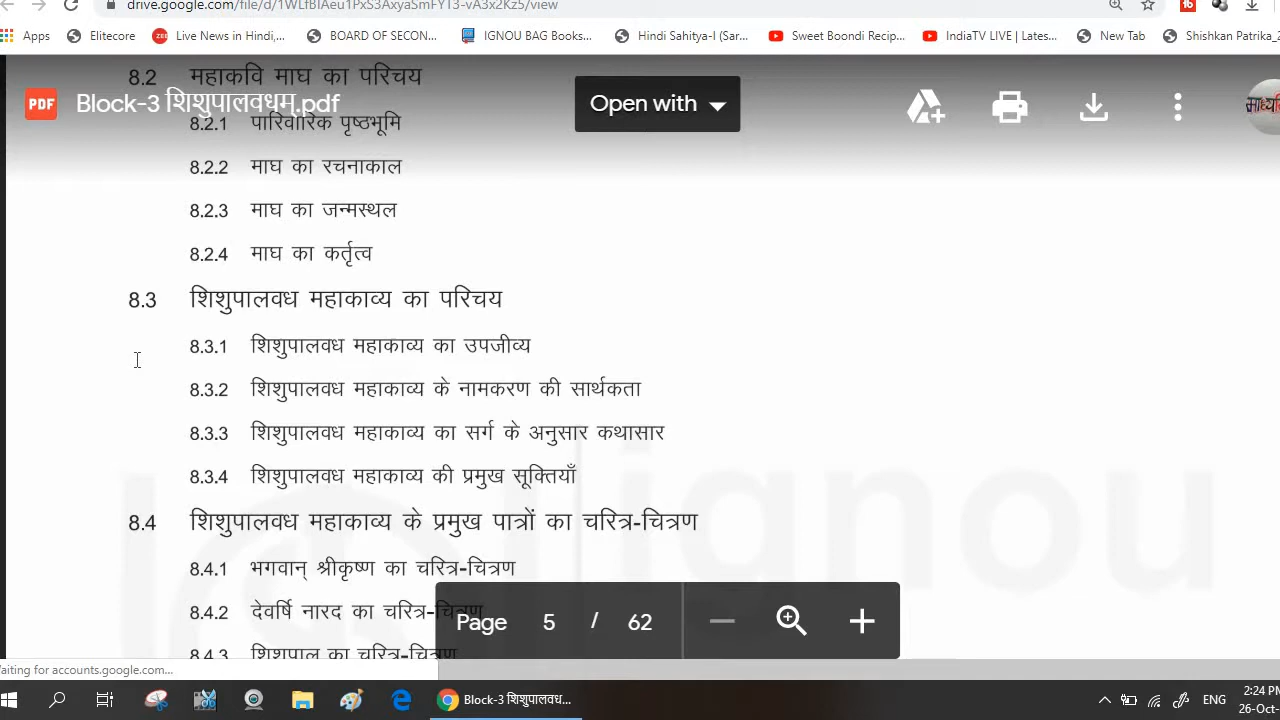 drive.google.com/file/d/1WLfBIAeu1PxS3AxyaSmFYT3-vA3x2Kz5/view
Apps Elitecore Live News in Hindi,... BOARD OF SECON... IGNOU BAG Books... Hindi Sahitya I (Sar... Sweet Boondi Recip... IndiaTV LIVE | Lates... New Tab Shishkan Patrika_2
8.2 महाकवि माघ का परिचय
PDF Block-3 शिशुपालवधम्.pdf Open with
8.2.1 पारिवारिक पृष्ठभूमि
8.2.2 माघ का रचनाकाल
8.2.3 माघ का जन्मस्थल
8.2.4 माघ का कर्तृत्व
8.3 शिशुपालवध महाकाव्य का परिचय
8.3.1 शिशुपालवध महाकाव्य का उपजीव्य
8.3.2 शिशुपालवध महाकाव्य के नामकरण की सार्थकता
8.3.3 शिशुपालवध महाकाव्य का सर्ग के अनुसार कथासार
8.3.4 शिशुपालवध महाकाव्य की प्रमुख सूक्तियाँ
ignou
8.4 शिशुपालवध महाकाव्य के प्रमुख पात्रों का चरित्र-चित्रण
8.4.1 भगवान् श्रीकृष्ण का चरित्र-चित्रण
8.4.2 देवर्षि नारद का चरित्र-चित्रण
Page 5 / 62
8.4.3 शिशुपाल का चरित्र-चित्रण
aiting for accounts.google.com...
Block-3 शिशुपालवध... ENG 2:24 PM
26-Oct-